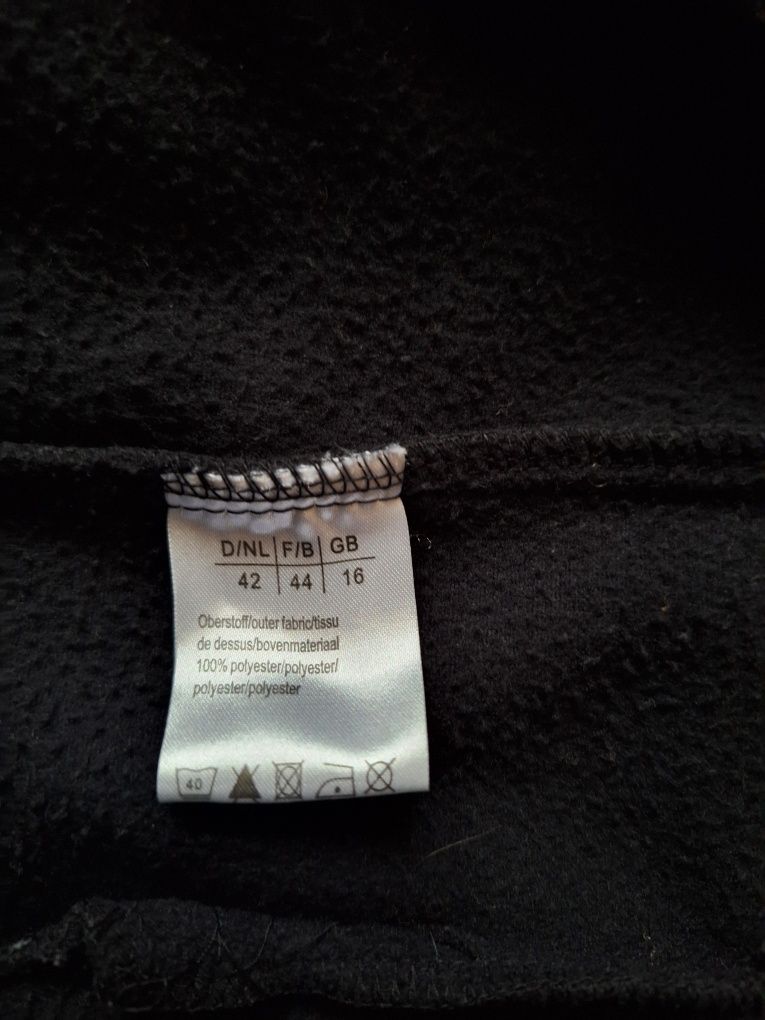 D/NL F/B GB
42 44 16
Oberstoff/outer fabric/tissu
de dessus/bovenmateriaal
100% polyester/polyester/
polyester/polyester
40